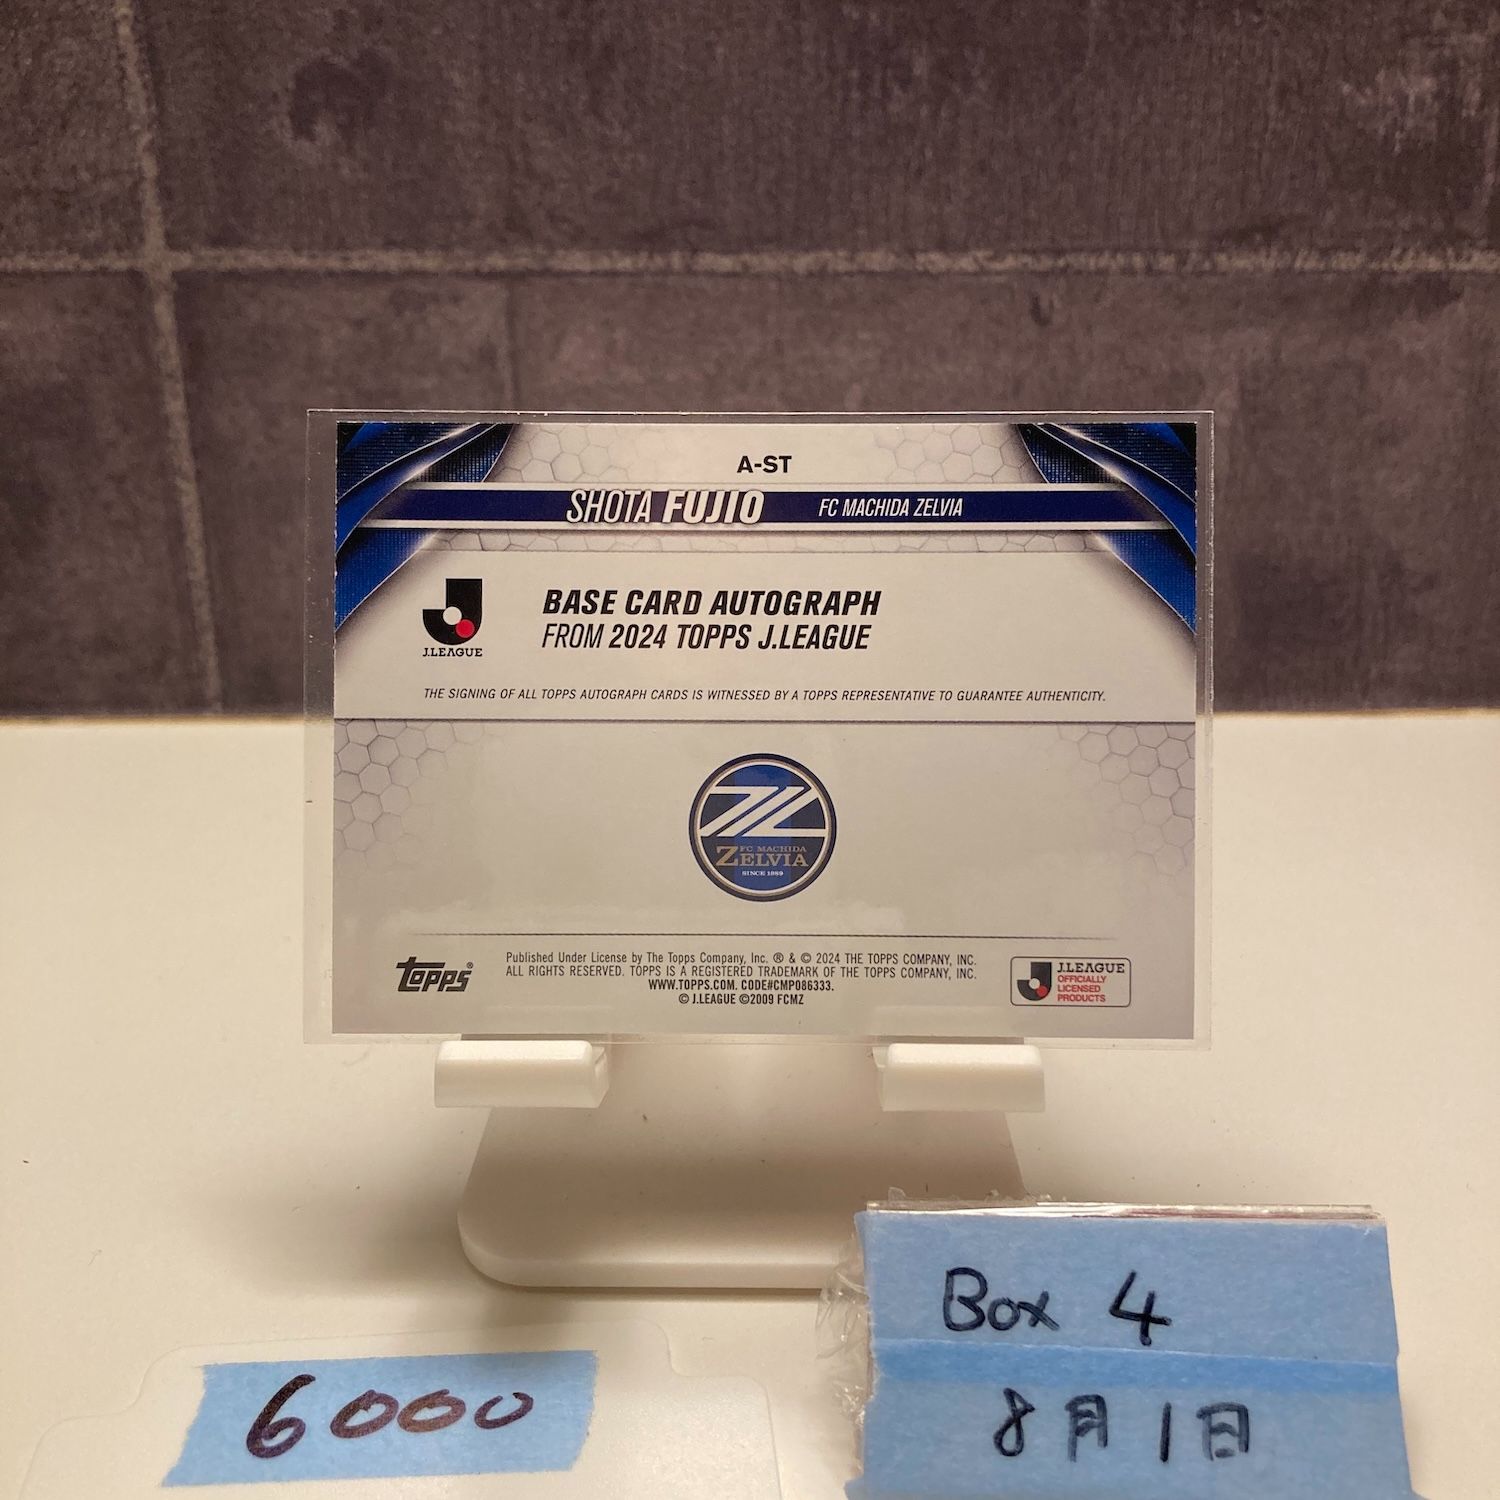 A-ST
SHOTA FUJIO FC MACHIDA ZELVIA
BASE CARD AUTOGRAPH
FROM 2024 TOPPS J.LEAGUE
J.LEAGUE
THE SIGNING OF ALL TOPPS AUTOGRAPH CARDS IS WITNESSED BY A TOPPS REPRESENTATIVE TO GUARANTEE AUTHENTICITY.
FC MACHIDA
ZELVIA
SINCE 1989
topps®
Published Under License by The Topps Company, Inc. ® & © 2024 THE TOPPS COMPANY, INC.
ALL RIGHTS RESERVED. TOPPS IS A REGISTERED TRADEMARK OF THE TOPPS COMPANY, INC.
WWW.TOPPS.COM. CODE#CMP086333.
© J.LEAGUE ©2009 FCMZ
J.LEAGUE
OFFICIALLY
LICENSED
PRODUCTS
Box 4
8月1日
6000